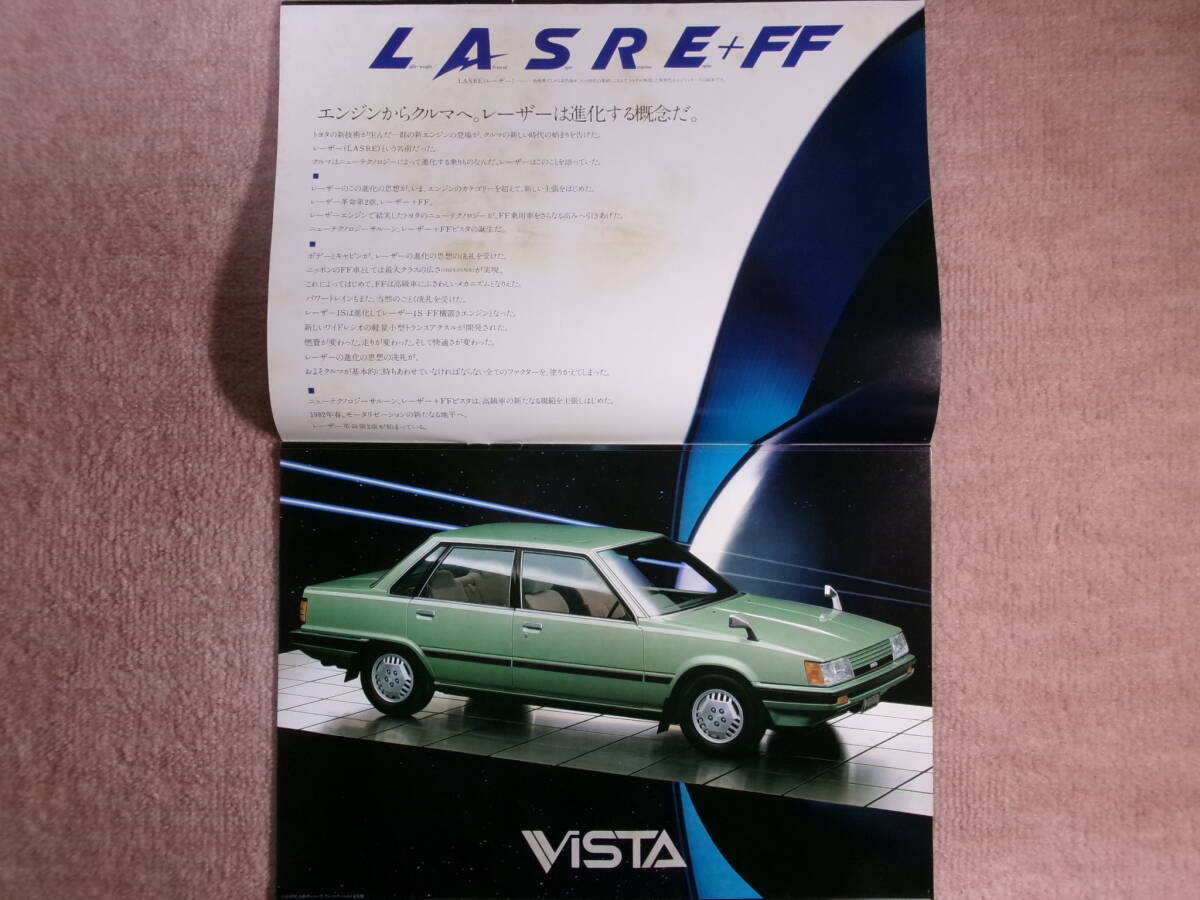 LASRE+FF
LASRE(レーザー)
エンジンからクルマへ。レーザーは進化する概念だ。
トヨタの新技術が生んだ一群の新エンジンの登場が、クルマの新しい時代の始まりを告げた。
レーザー(LASRE)という名前だった。
クルマはニューテクノロジーによって進化する乗りものなんだ。レーザーはこのことを語っていた。
■
レーザーのこの進化の思想が、いま、エンジンのカテゴリーを超えて、新しい主張をはじめた。
レーザー革命第2章、レーザー+FF。
レーザーエンジンで結実したトヨタのニューテクノロジーが、FF乗用車をさらなる高みへ引きあげた。
ニューテクノロジーサルーン、レーザー+FFビスタの誕生だ。
■
ボデーとキャビンが、レーザーの進化の思想の洗礼を受けた。
ニッポンのFF車としては最大クラスの広さが実現。
これによってはじめて、FFは高級車にふさわしいメカニズムとなりえた。
パワートレインもまた、当然のごとく洗礼を受けた。
レーザー1Sは進化してレーザー1S-FF横置きエンジンとなった。
新しいワイドレシオの軽量小型トランスアクスルが開発された。
燃費が変わった。走りが変わった。そして快適さが変わった。
レーザーの進化の思想の洗礼が、
およそクルマが基本的に持ちあわせていなければならない全てのファクターを、塗りかえてしまった。
■
ニューテクノロジーサルーン、レーザー+FFビスタは、高級車の新たなる規範を主張しはじめた。
1982年春。モータリゼーションの新たなる地平へ。
レーザー革命第2章が始まっている。
ViSTA